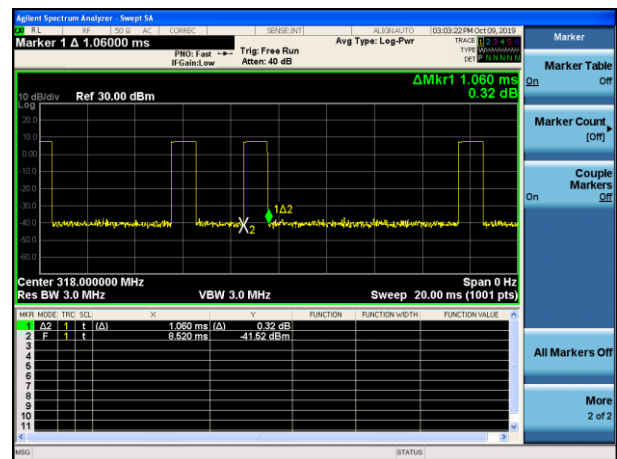 Agilent Spectrum Analyzer - Swept SA
RL RF 50 Ω AC CORREC SENSE:INT ALIGNAUTO 03:03:22 PM Oct 09, 2019
Marker 1 Δ 1.06000 ms
PNO: Fast
IFGain:Low
Trig: Free Run
Atten: 40 dB
Avg Type: Log-Pwr
TRACE 1 2 3 4 5 6
TYPE
DET P N N N N N
ΔMkr1 1.060 ms
0.32 dB
10 dB/div Ref 30.00 dBm
Log
20.0
10.0
0.00
-10.0
-20.0
-30.0
-40.0
-50.0
-60.0
1Δ2
X2
Center 318.000000 MHz Span 0 Hz
Res BW 3.0 MHz VBW 3.0 MHz Sweep 20.00 ms (1001 pts)
MKR MODE TRC SCL X Y FUNCTION FUNCTION WIDTH FUNCTION VALUE
1 Δ2 1 t (Δ) 1.060 ms (Δ) 0.32 dB
2 F 1 t 8.520 ms -41.52 dBm
3
4
5
6
7
8
9
10
11
MSG STATUS
Marker
Marker Table
On Off
Marker Count
[Off]
Couple
Markers
On Off
All Markers Off
More
2 of 2